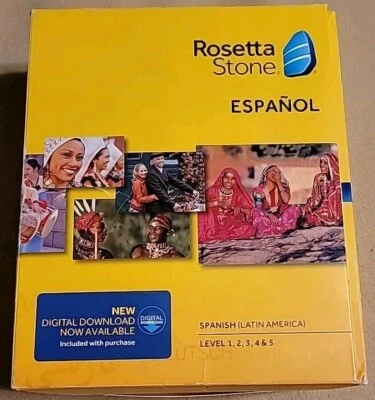 Rosetta
Stone®
ESPAÑOL
NEW
DIGITAL DOWNLOAD
NOW AVAILABLE
Included with purchase
DIGITAL
DOWNLOAD
SPANISH (LATIN AMERICA)
LEVEL 1, 2, 3, 4 & 5
UTSCH